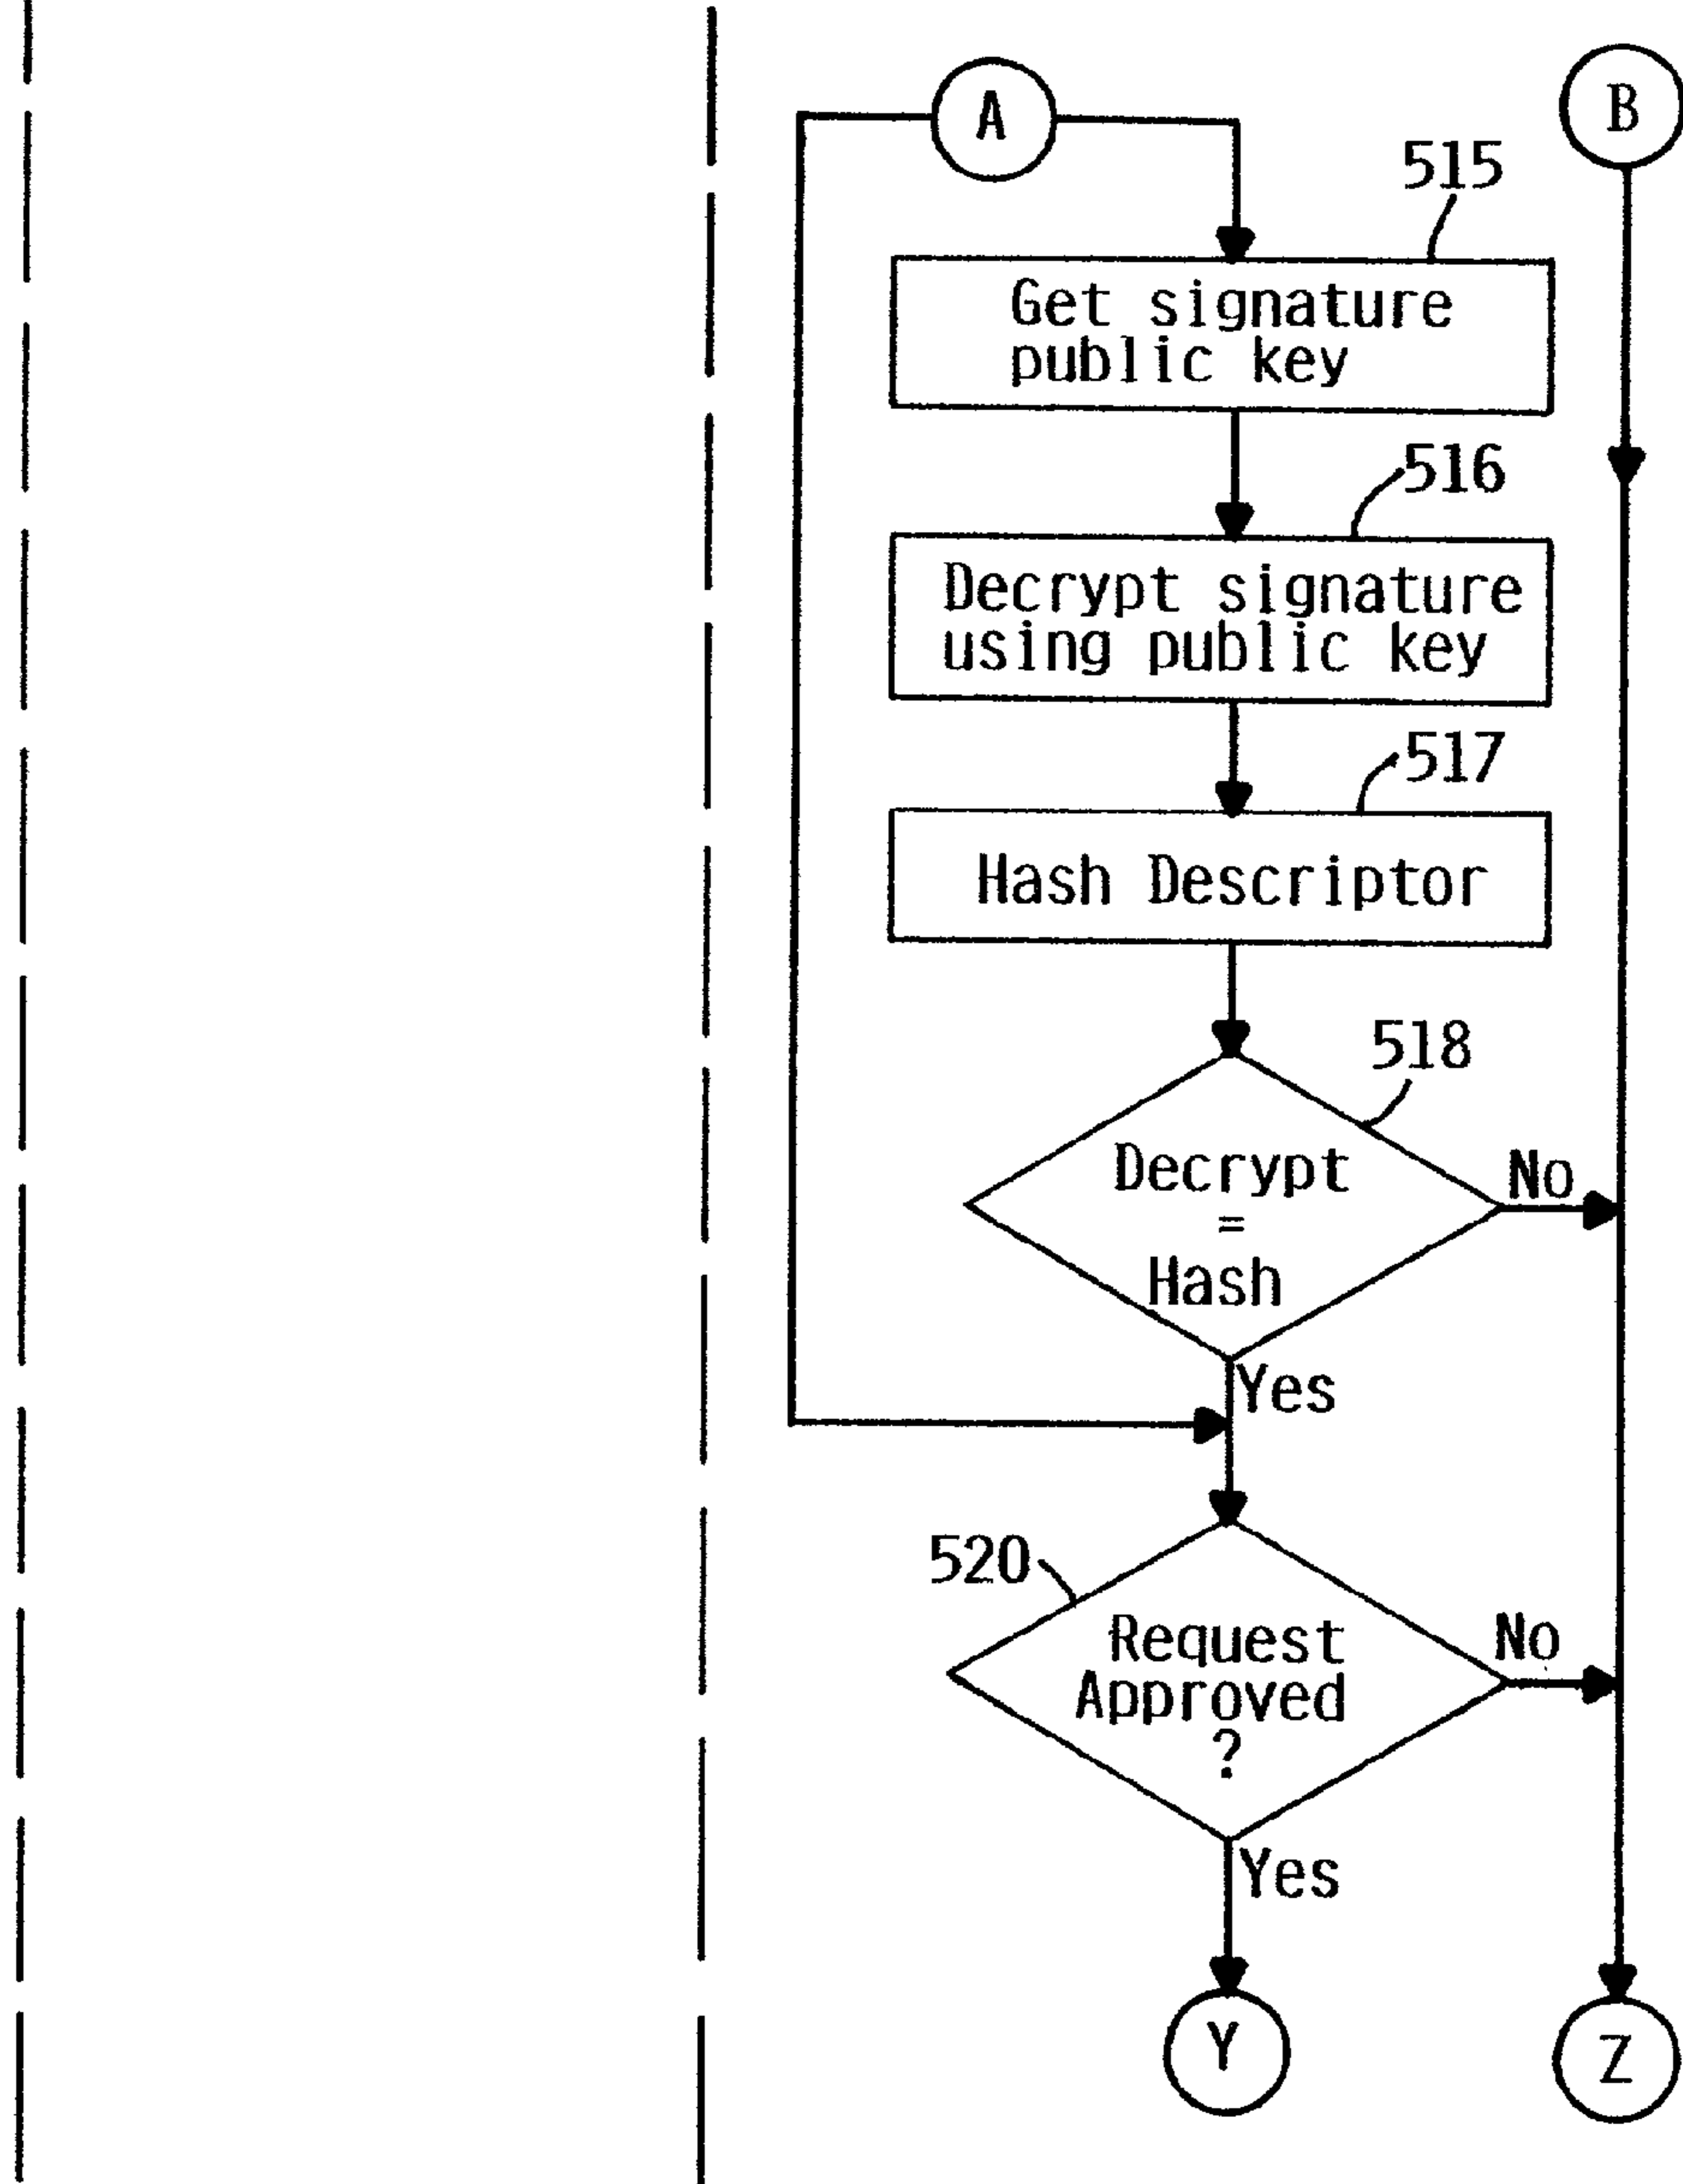 A
B
515
Get signature
public key
516
Decrypt signature
using public key
517
Hash Descriptor
518
Decrypt
=
Hash
No
Yes
520
Request
Approved
?
No
Yes
Y
Z